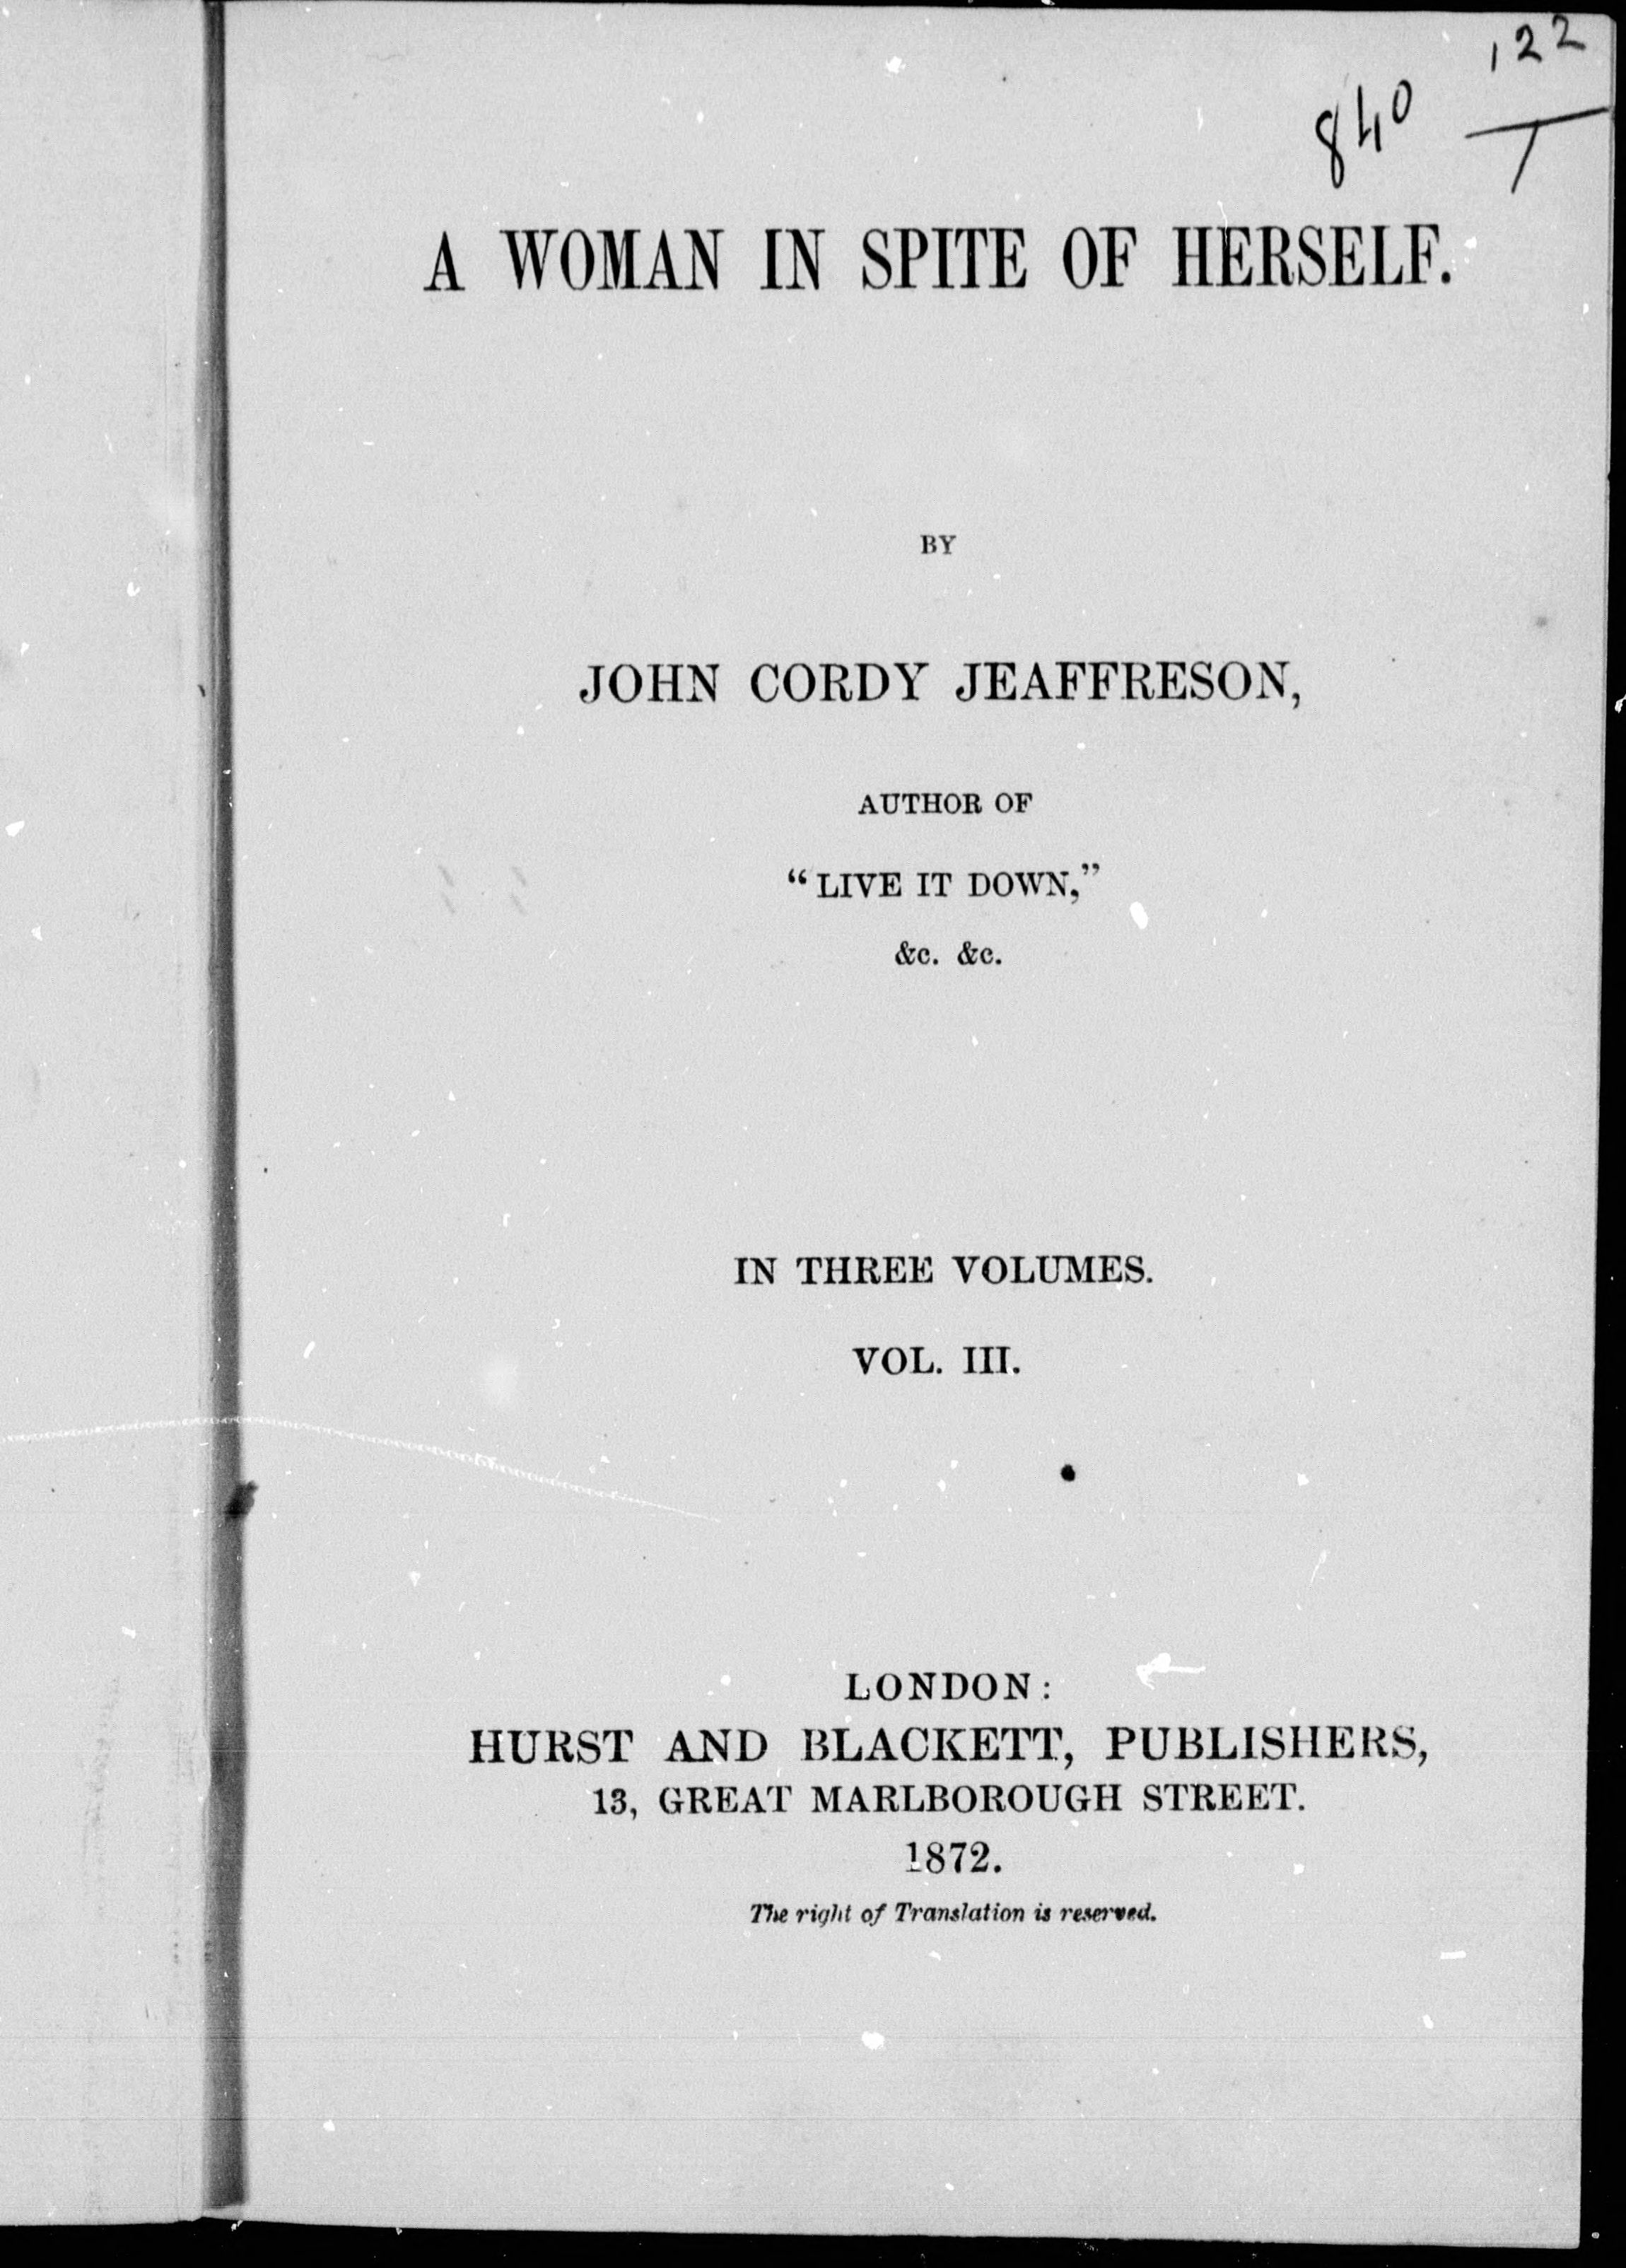 122
840
A WOMAN IN SPITE OF HERSELF.
BY
JOHN CORDY JEAFFRESON,
AUTHOR OF
“LIVE IT DOWN,”
&c. &c.
IN THREE VOLUMES.
VOL. III.
LONDON:
HURST AND BLACKETT, PUBLISHERS,
13, GREAT MARLBOROUGH STREET.
1872.
The right of Translation is reserved.